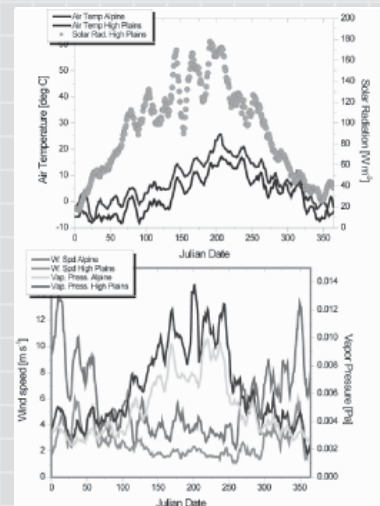 Air Temp Alpine
Air Temp High Plains
Solar Rad. High Plains
Air Temperature [deg C]
60
50
40
30
20
10
0
-10
200
180
160
140
120
100
80
60
40
20
0
Solar Radiation [W m²]
0 50 100 150 200 250 300 350
Julian Date
W. Spd Alpine
W. Spd High Plains
Vap. Press. Alpine
Vap. Press. High Plains
Wind speed [m s⁻¹]
12
10
8
6
4
2
0
0.014
0.012
0.010
0.008
0.006
0.004
0.002
0.000
Vapor Pressure [Pa]
0 50 100 150 200 250 300 350
Julian Date